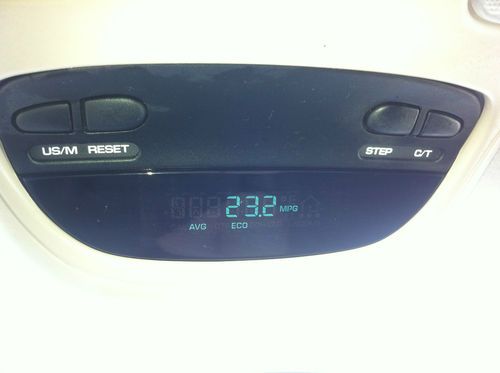 US/M RESET STEP C/T
23.2 MPG
AVG ECO